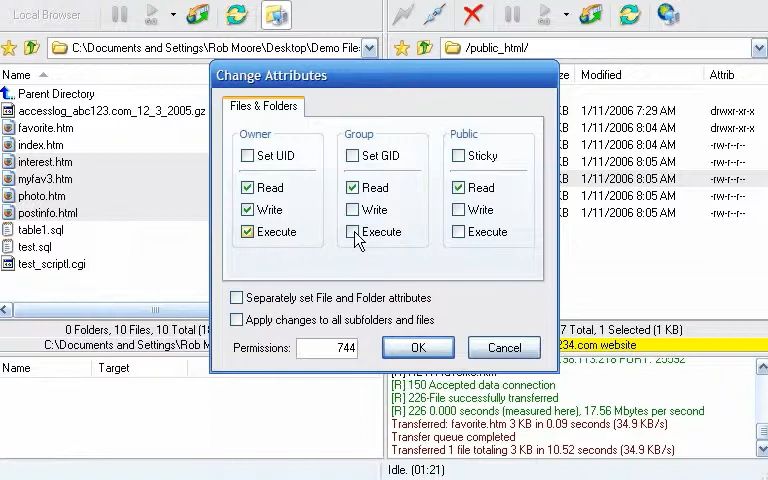 Local Browser
C:\Documents and Settings\Rob Moore\Desktop\Demo File:
/public_html/
Name
Modified
Attrib
Parent Directory
accesslog_abc123.com_12_3_2005.gz
favorite.htm
index.htm
interest.htm
myfav3.htm
photo.htm
postinfo.html
table1.sql
test.sql
test_script1.cgi
KB 1/11/2006 7:29 AM drwxr-xr-x
KB 1/11/2006 8:04 AM drwxr-xr-x
KB 1/11/2006 8:04 AM -rw-r--r--
KB 1/11/2006 8:05 AM -rw-r--r--
KB 1/11/2006 8:05 AM -rw-r--r--
KB 1/11/2006 8:05 AM -rw-r--r--
KB 1/11/2006 8:05 AM -rw-r--r--
Change Attributes
Files & Folders
Owner
Set UID
Read
Write
Execute
Group
Set GID
Read
Write
Execute
Public
Sticky
Read
Write
Execute
Separately set File and Folder attributes
Apply changes to all subfolders and files
Permissions: 744
OK
Cancel
0 Folders, 10 Files, 10 Total (18
7 Total, 1 Selected (1 KB)
C:\Documents and Settings\Rob M
234.com website
Name
Target
[R] 150 Accepted data connection
[R] 226-File successfully transferred
[R] 226 0.000 seconds (measured here), 17.56 Mbytes per second
Transferred: favorite.htm 3 KB in 0.09 seconds (34.9 KB/s)
Transfer queue completed
Transferred 1 file totaling 3 KB in 10.52 seconds (34.9 KB/s)
Idle. (01:21)